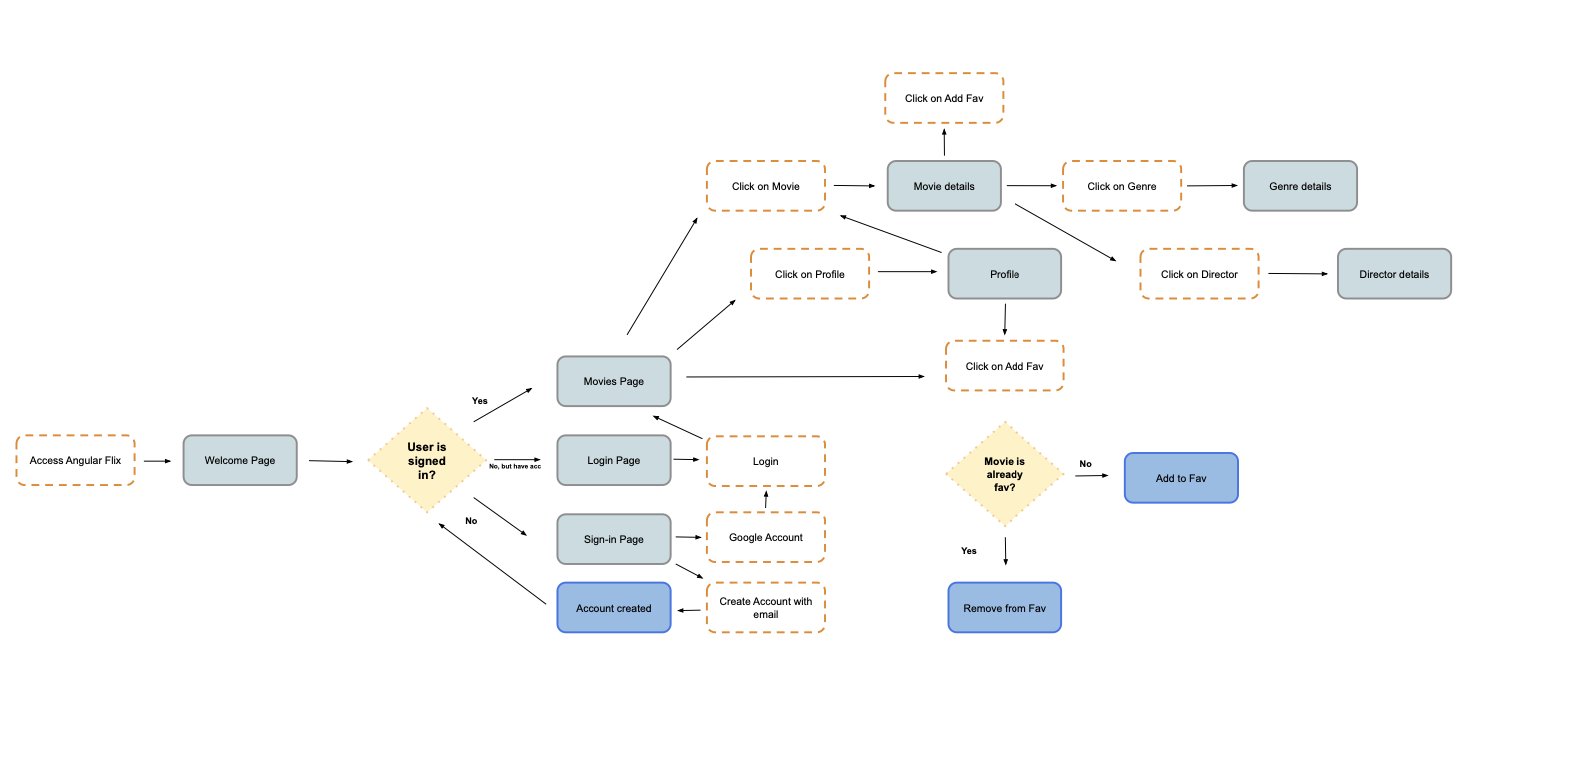 Click on Add Fav
Click on Movie
Movie details
Click on Genre
Genre details
Click on Profile
Profile
Click on Director
Director details
Movies Page
Click on Add Fav
Yes
Access Angular Flix
Welcome Page
User is
signed
in?
No, but have acc
Login Page
Login
No
Sign-in Page
Google Account
Account created
Create Account with
email
Movie is
already
fav?
No
Add to Fav
Yes
Remove from Fav